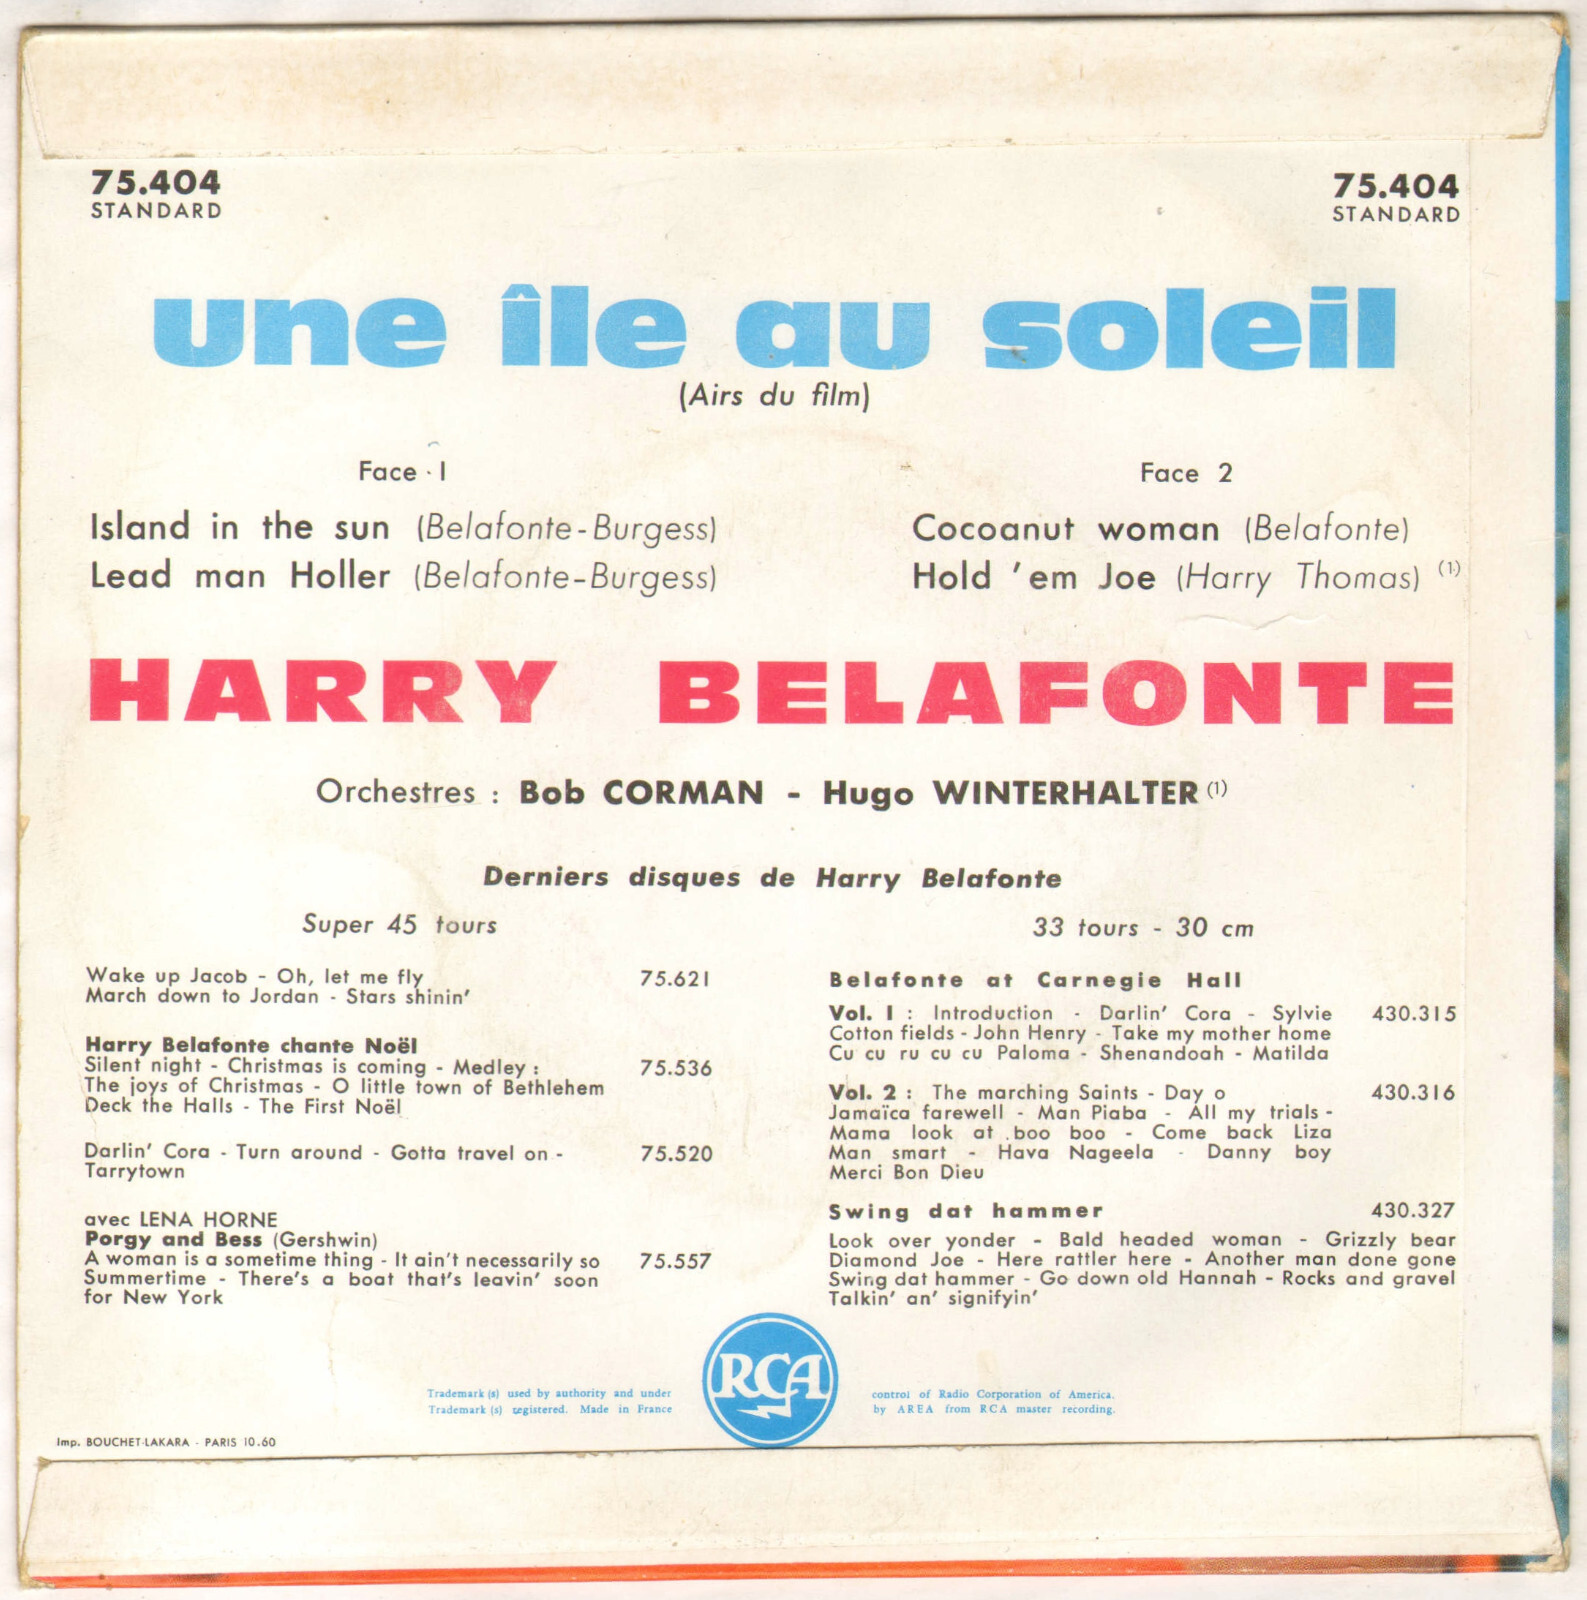 75.404
STANDARD
75.404
STANDARD
une île au soleil
(Airs du film)
Face 1
Island in the sun (Belafonte-Burgess)
Lead man Holler (Belafonte-Burgess)
Face 2
Cocoanut woman (Belafonte)
Hold 'em Joe (Harry Thomas) (1)
HARRY BELAFONTE
Orchestres : Bob CORMAN - Hugo WINTERHALTER (1)
Derniers disques de Harry Belafonte
Super 45 tours
Wake up Jacob - Oh, let me fly 75.621
March down to Jordan - Stars shinin'
Harry Belafonte chante Noël
Silent night - Christmas is coming - Medley : 75.536
The joys of Christmas - O little town of Bethlehem
Deck the Halls - The First Noël
Darlin' Cora - Turn around - Gotta travel on - 75.520
Tarrytown
avec LENA HORNE
Porgy and Bess (Gershwin)
A woman is a sometime thing - It ain't necessarily so 75.557
Summertime - There's a boat that's leavin' soon
for New York
33 tours - 30 cm
Belafonte at Carnegie Hall
Vol. 1 : Introduction - Darlin' Cora - Sylvie 430.315
Cotton fields - John Henry - Take my mother home
Cu cu ru cu cu Paloma - Shenandoah - Matilda
Vol. 2 : The marching Saints - Day o 430.316
Jamaïca farewell - Man Piaba - All my trials -
Mama look at boo boo - Come back Liza
Man smart - Hava Nageela - Danny boy
Merci Bon Dieu
Swing dat hammer 430.327
Look over yonder - Bald headed woman - Grizzly bear
Diamond Joe - Here rattler here - Another man done gone
Swing dat hammer - Go down old Hannah - Rocks and gravel
Talkin' an' signifyin'
RCA
Trademark (s) used by authority and under control of Radio Corporation of America.
Trademark (s) registered. Made in France by AREA from RCA master recording.
Imp. BOUCHET-LAKARA - PARIS 10.60